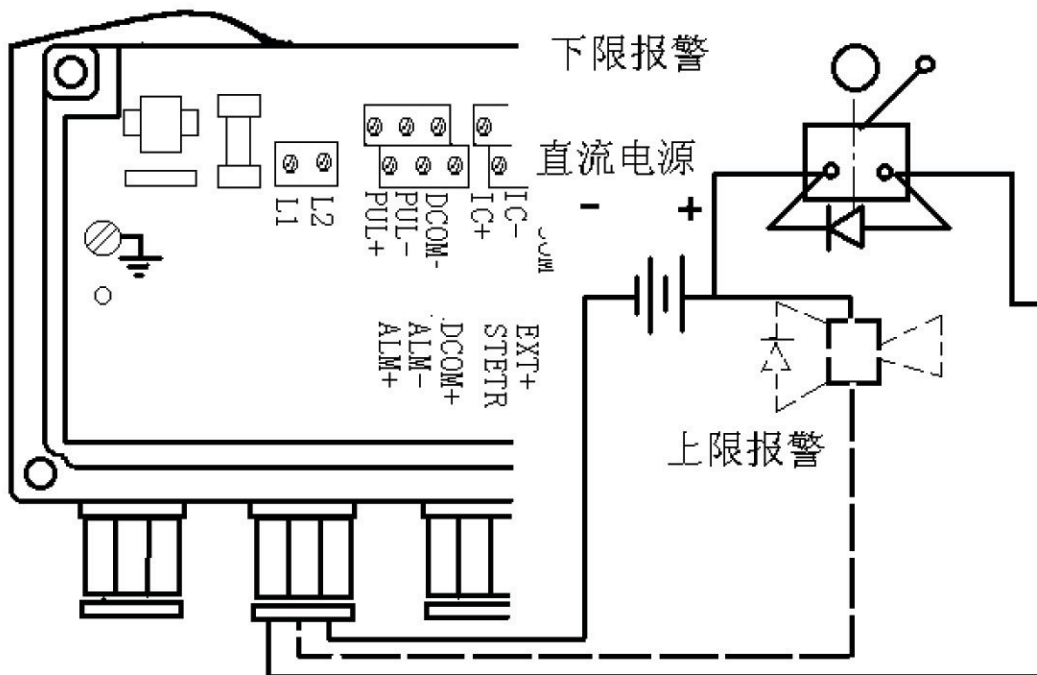 下限报警
直流电源
- +
L1
L2
PUL+
PUL-
DCOM-
IC+
IC-
ALM+
ALM-
DCOM+
STETR
EXT+
上限报警